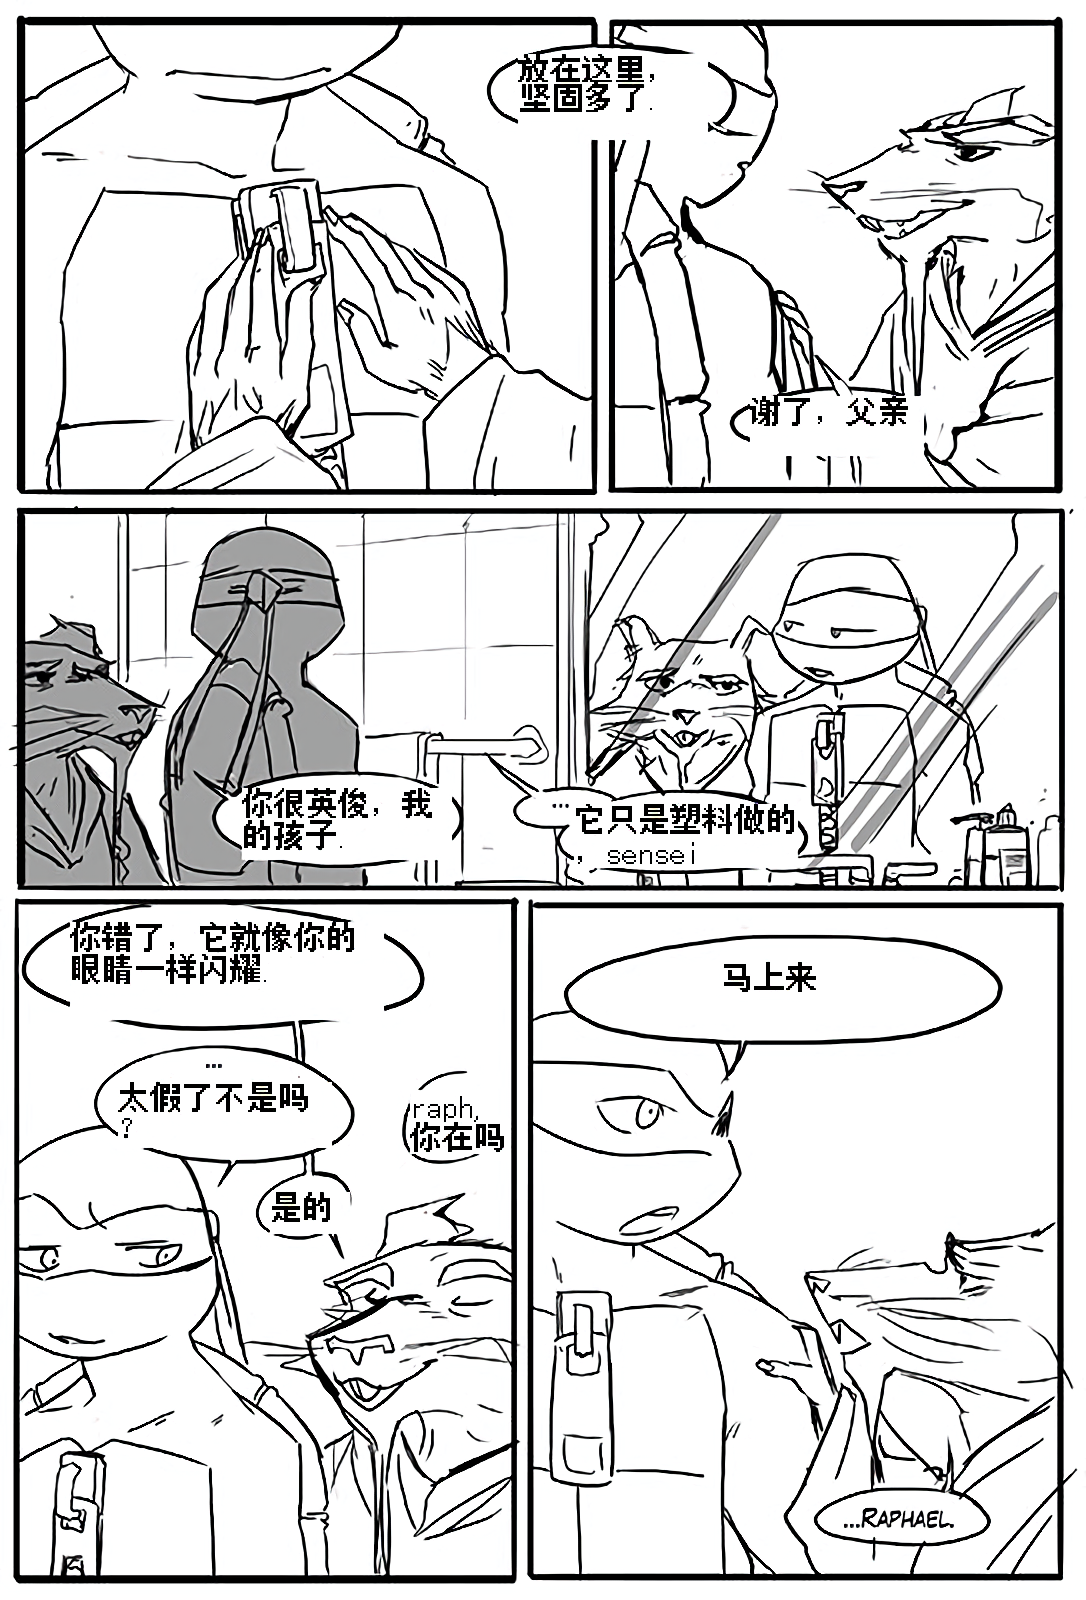 放在这里，
坚固多了.
谢了，父亲
你很英俊，我
的孩子.
...
它只是塑料做的
，sensei
你错了，它就像你的
眼睛一样闪耀.
...
太假了不是吗
?
是的
raph,
你在吗
马上来
...RAPHAEL.